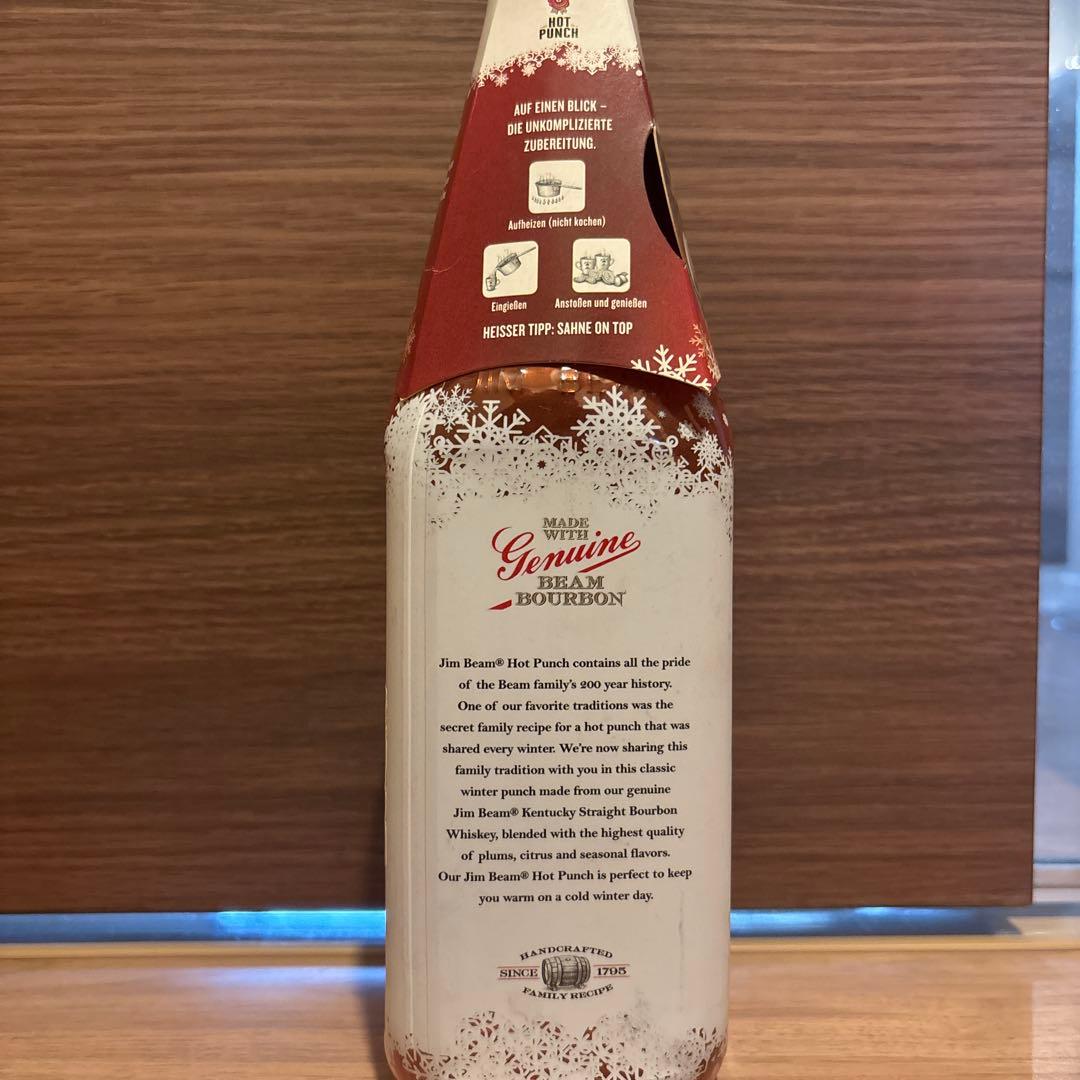 HOT
PUNCH
AUF EINEN BLICK –
DIE UNKOMPLIZIERTE
ZUBEREITUNG.
Aufheizen (nicht kochen)
Eingießen
Anstoßen und genießen
HEISSER TIPP: SAHNE ON TOP
MADE
WITH
Genuine
BEAM
BOURBON
Jim Beam® Hot Punch contains all the pride
of the Beam family's 200 year history.
One of our favorite traditions was the
secret family recipe for a hot punch that was
shared every winter. We're now sharing this
family tradition with you in this classic
winter punch made from our genuine
Jim Beam® Kentucky Straight Bourbon
Whiskey, blended with the highest quality
of plums, citrus and seasonal flavors.
Our Jim Beam® Hot Punch is perfect to keep
you warm on a cold winter day.
HANDCRAFTED
SINCE 1795
FAMILY RECIPE